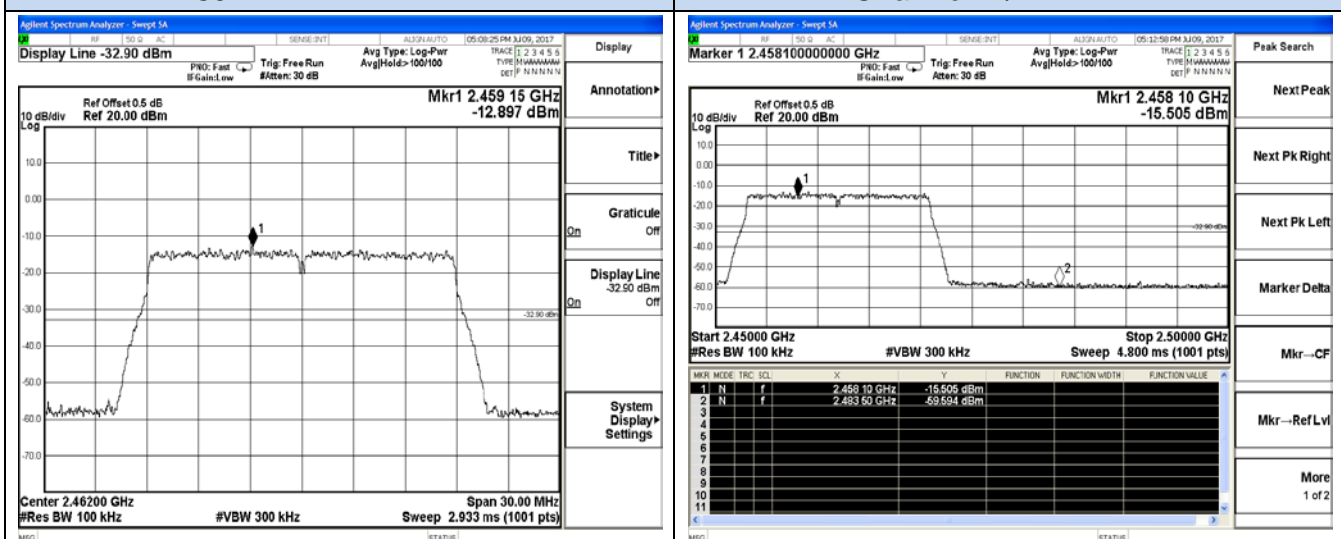 Agilent Spectrum Analyzer - Swept SA
RF 50 Ω AC SENSE:INT ALIGNAUTO 05:08:25 PM JUL 09, 2017
Display Line -32.90 dBm
PNO: Fast
IFGain:Low
Trig: Free Run
#Atten: 30 dB
Avg Type: Log-Pwr
Avg|Hold:>100/100
TRACE 1 2 3 4 5 6
TYPE MWWWWW
DET P N N N N N
Ref Offset 0.5 dB
10 dB/div Ref 20.00 dBm
Log
Mkr1 2.459 15 GHz
-12.897 dBm
10.0
0.00
-10.0
-20.0
-30.0
-40.0
-50.0
-60.0
-70.0
1
-32.90 dBm
Center 2.46200 GHz
Span 30.00 MHz
#Res BW 100 kHz #VBW 300 kHz Sweep 2.933 ms (1001 pts)
MSG STATUS
Display
Annotation
Title
Graticule
On Off
Display Line
-32.90 dBm
On Off
System
Display
Settings
Agilent Spectrum Analyzer - Swept SA
RF 50 Ω AC SENSE:INT ALIGNAUTO 05:12:58 PM JUL 09, 2017
Marker 1 2.458100000000 GHz
PNO: Fast
IFGain:Low
Trig: Free Run
Atten: 30 dB
Avg Type: Log-Pwr
Avg|Hold:>100/100
TRACE 1 2 3 4 5 6
TYPE MWWWWW
DET P N N N N N
Ref Offset 0.5 dB
10 dB/div Ref 20.00 dBm
Log
Mkr1 2.458 10 GHz
-15.505 dBm
10.0
0.00
-10.0
-20.0
-30.0
-40.0
-50.0
-60.0
-70.0
1
2
-32.90 dBm
Start 2.45000 GHz
Stop 2.50000 GHz
#Res BW 100 kHz #VBW 300 kHz Sweep 4.800 ms (1001 pts)
MKR MODE TRC SCL X Y FUNCTION FUNCTION WIDTH FUNCTION VALUE
1 N f 2.458 10 GHz -15.505 dBm
2 N f 2.483 50 GHz -59.594 dBm
3
4
5
6
7
8
9
10
11
MSG STATUS
Peak Search
Next Peak
Next Pk Right
Next Pk Left
Marker Delta
Mkr→CF
Mkr→Ref Lvl
More
1 of 2